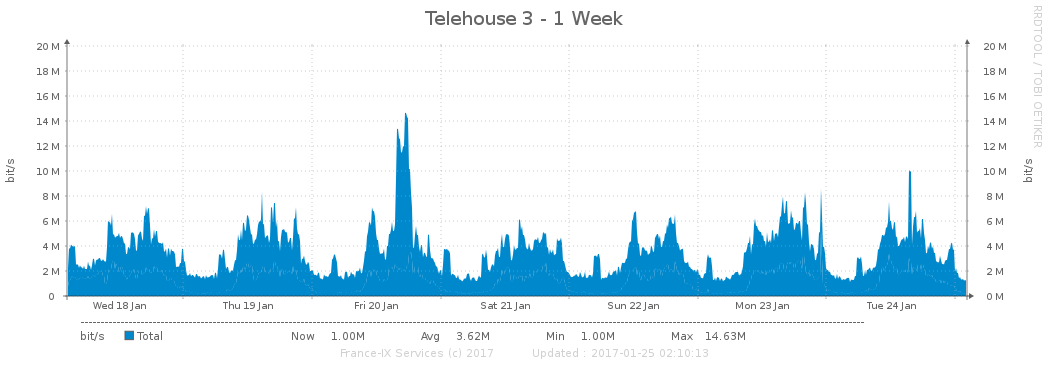 Telehouse 3 - 1 Week
RRDTOOL / TOBI OETIKER
bit/s
20 M 20 M
18 M 18 M
16 M 16 M
14 M 14 M
12 M 12 M
10 M 10 M
8 M 8 M
6 M 6 M
4 M 4 M
2 M 2 M
0 0 M
bit/s
Wed 18 Jan Thu 19 Jan Fri 20 Jan Sat 21 Jan Sun 22 Jan Mon 23 Jan Tue 24 Jan
bit/s Total Now 1.00M Avg 3.62M Min 1.00M Max 14.63M
France-IX Services (c) 2017 Updated : 2017-01-25 02:10:13